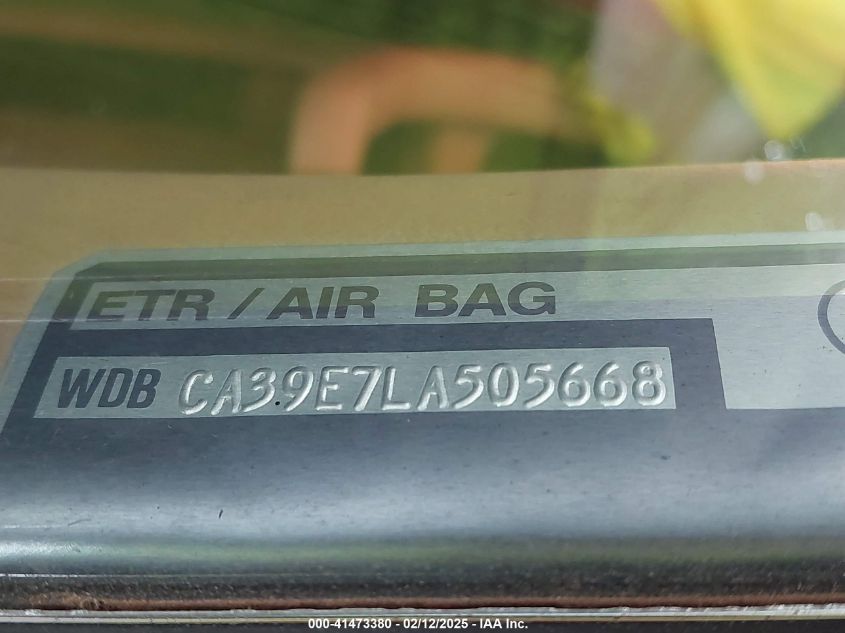 ETR / AIR BAG
WDB CA39E7LA505668
000-41473380 - 02/12/2025 - IAA Inc.